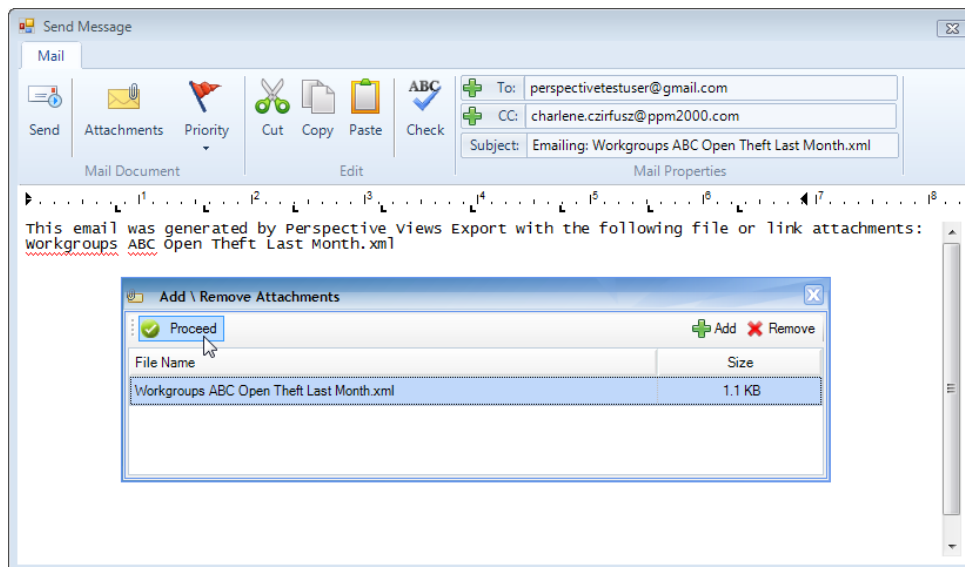 Send Message
Mail
Send
Attachments
Priority
Cut
Copy
Paste
ABC
Check
To: perspectivetestuser@gmail.com
CC: charlene.czirfusz@ppm2000.com
Subject: Emailing: Workgroups ABC Open Theft Last Month.xml
Mail Document
Edit
Mail Properties
1 2 3 4 5 6 7 8
This email was generated by Perspective Views Export with the following file or link attachments:
Workgroups ABC Open Theft Last Month.xml
Add \ Remove Attachments
Proceed
Add
Remove
File Name
Size
Workgroups ABC Open Theft Last Month.xml
1.1 KB